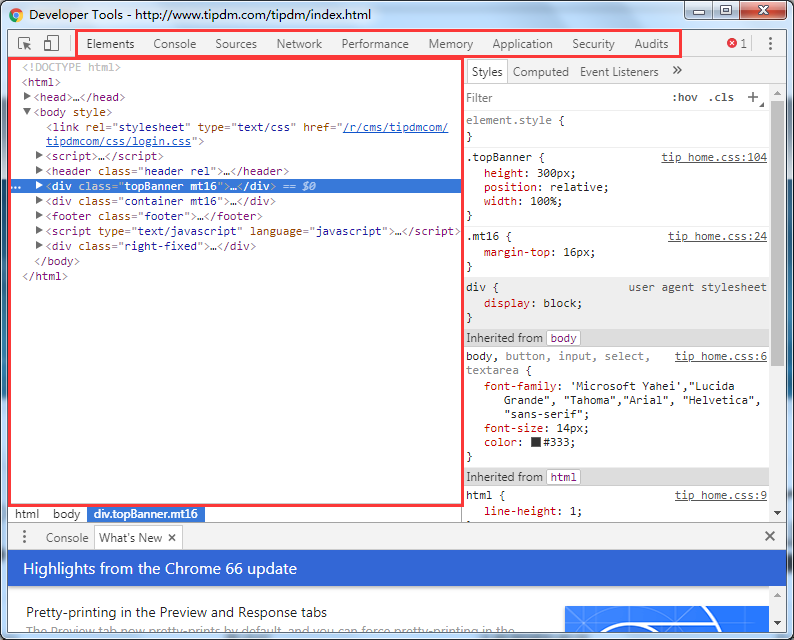 Developer Tools - http://www.tipdm.com/tipdm/index.html
Elements Console Sources Network Performance Memory Application Security Audits 1
<!DOCTYPE html>
<html>
<head>…</head>
<body style>
<link rel="stylesheet" type="text/css" href="/r/cms/tipdmcom/
tipdmcom/css/login.css">
<script>…</script>
<header class="header rel">…</header>
<div class="topBanner mt16">…</div> == $0
<div class="container mt16">…</div>
<footer class="footer">…</footer>
<script type="text/javascript" language="javascript">…</script>
<div class="right-fixed">…</div>
</body>
</html>
html body div.topBanner.mt16
Styles Computed Event Listeners »
Filter :hov .cls +
element.style {
}
.topBanner { tip_home.css:104
height: 300px;
position: relative;
width: 100%;
}
.mt16 { tip_home.css:24
margin-top: 16px;
}
div { user agent stylesheet
display: block;
}
Inherited from body
body, button, input, select, tip_home.css:6
textarea {
font-family: 'Microsoft Yahei',"Lucida
Grande", "Tahoma","Arial", "Helvetica",
"sans-serif";
font-size: 14px;
color: #333;
}
Inherited from html
html { tip_home.css:9
line-height: 1;
Console What's New ×
Highlights from the Chrome 66 update
Pretty-printing in the Preview and Response tabs
The Preview tab now pretty-prints by default, and you can force pretty-printing in the